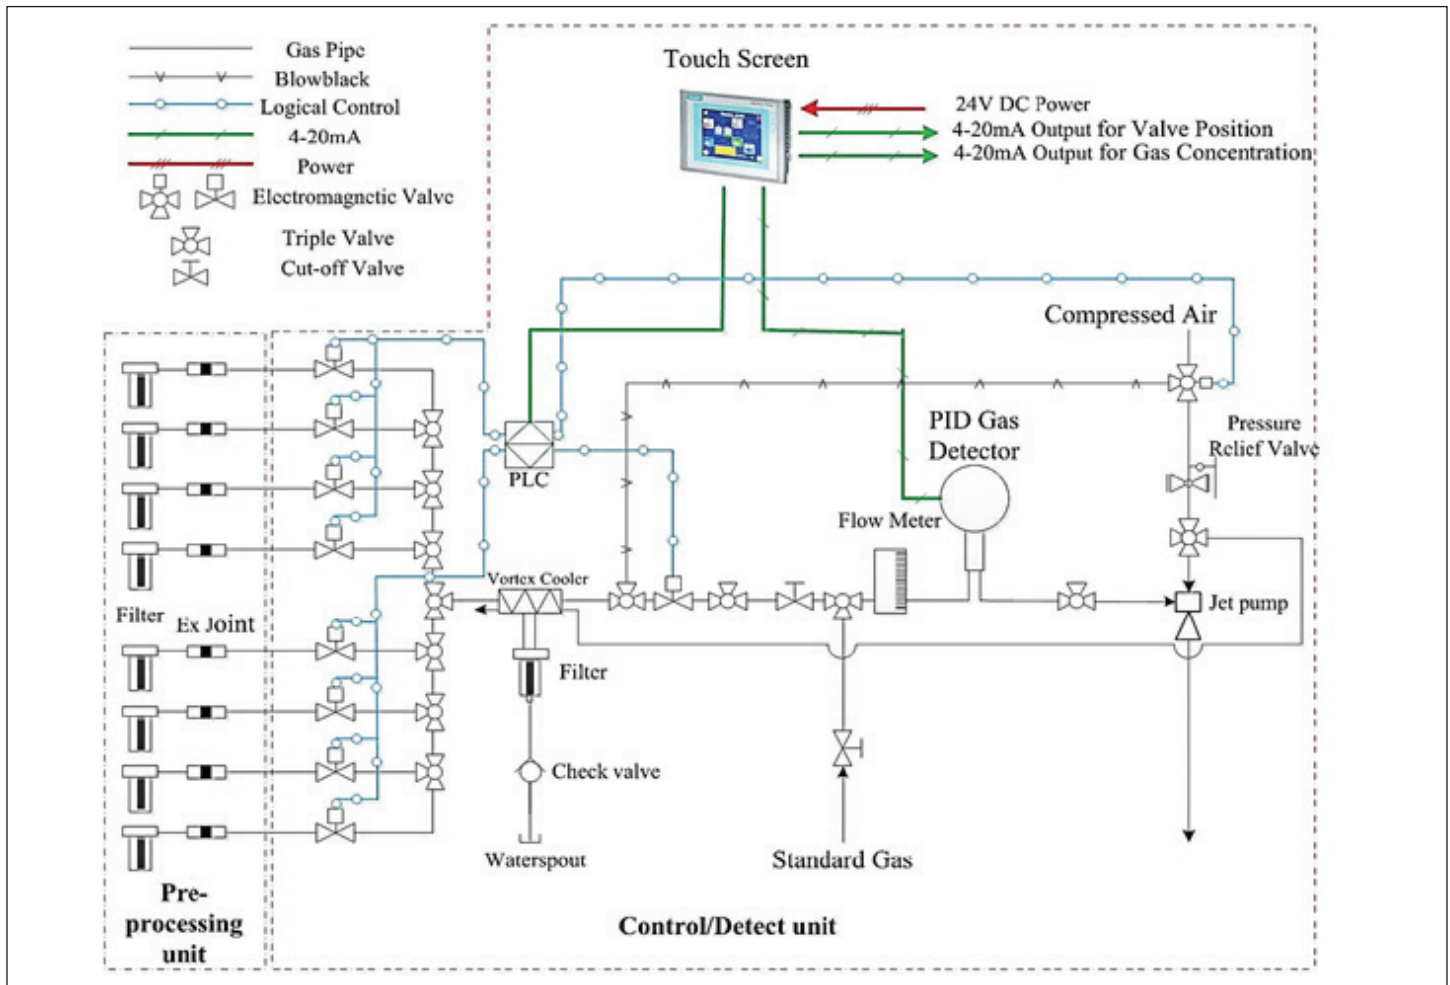 Gas Pipe
Blowblack
Logical Control
4-20mA
Power
Electromagnetic Valve
Triple Valve
Cut-off Valve
Touch Screen
24V DC Power
4-20mA Output for Valve Position
4-20mA Output for Gas Concentration
Compressed Air
PID Gas
Detector
Pressure
Relief Valve
PLC
Flow Meter
Vortex Cooler
Jet pump
Filter
Ex Joint
Filter
Check valve
Waterspout
Standard Gas
Pre-
processing
unit
Control/Detect unit